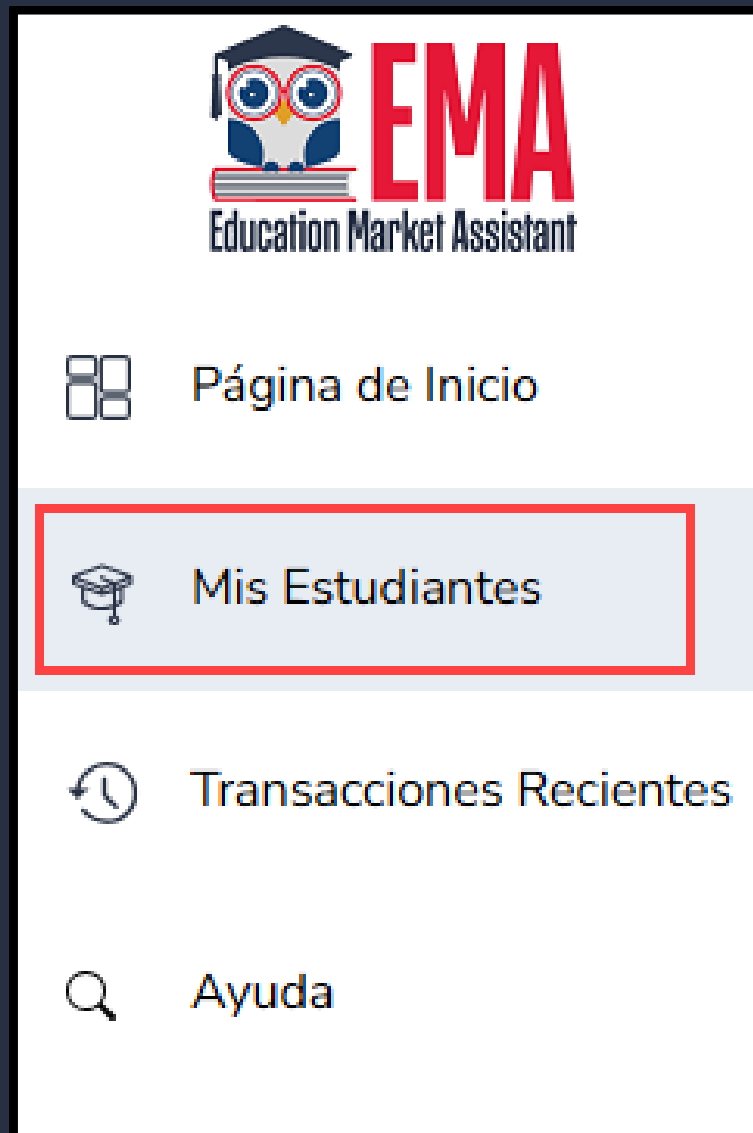 EMA
Education Market Assistant
Página de Inicio
Mis Estudiantes
Transacciones Recientes
Ayuda